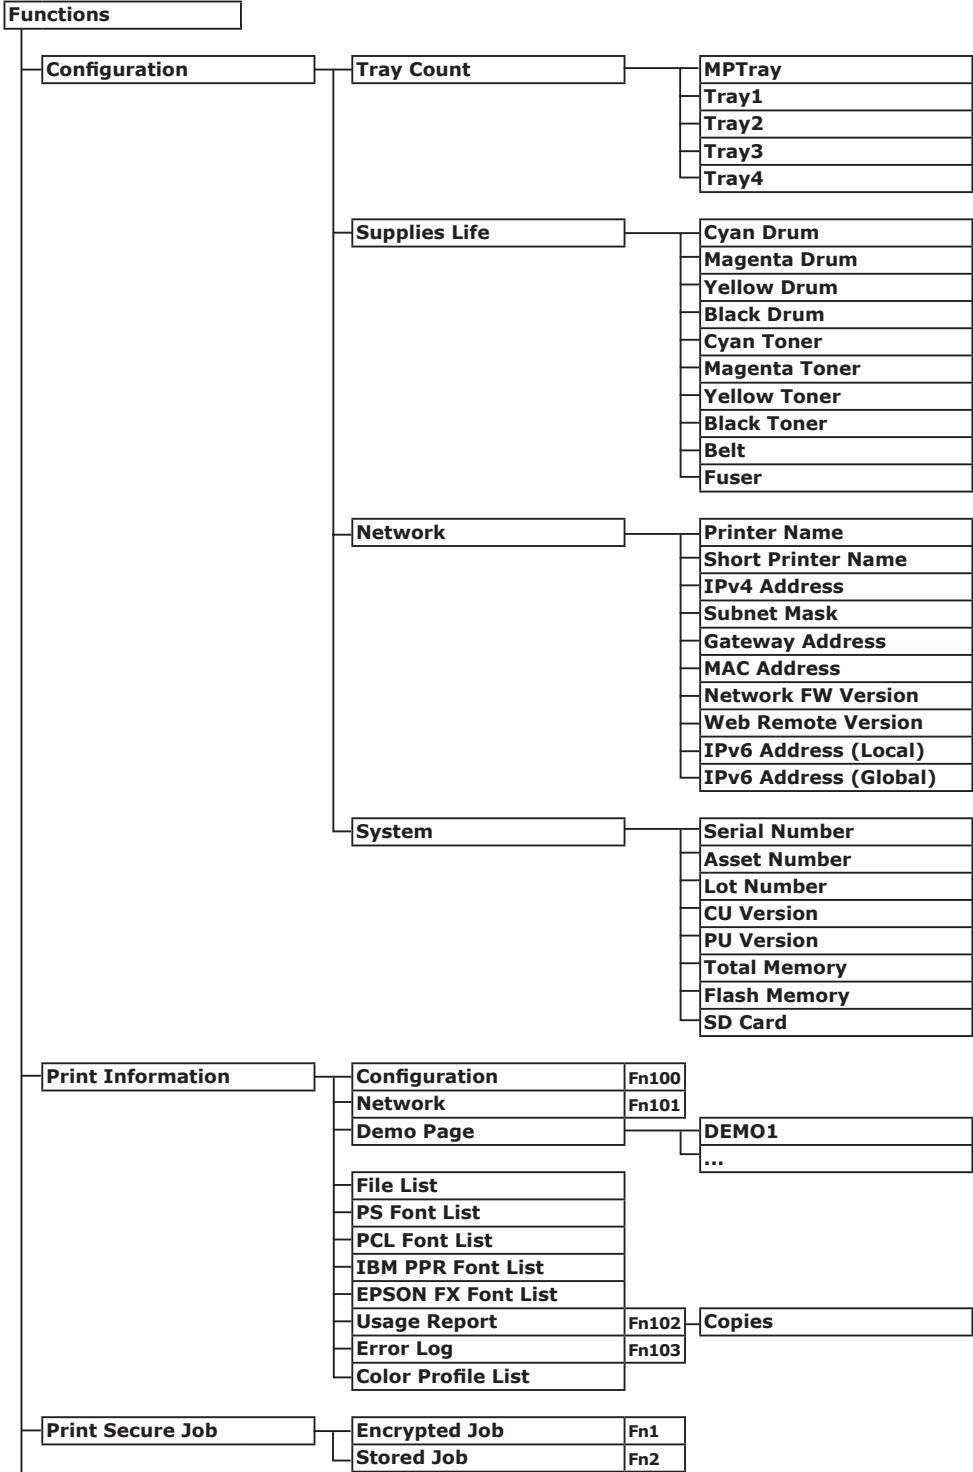 Functions
Configuration
Tray Count
MPTray
Tray1
Tray2
Tray3
Tray4
Supplies Life
Cyan Drum
Magenta Drum
Yellow Drum
Black Drum
Cyan Toner
Magenta Toner
Yellow Toner
Black Toner
Belt
Fuser
Network
Printer Name
Short Printer Name
IPv4 Address
Subnet Mask
Gateway Address
MAC Address
Network FW Version
Web Remote Version
IPv6 Address (Local)
IPv6 Address (Global)
System
Serial Number
Asset Number
Lot Number
CU Version
PU Version
Total Memory
Flash Memory
SD Card
Print Information
Configuration Fn100
Network Fn101
Demo Page
DEMO1
...
File List
PS Font List
PCL Font List
IBM PPR Font List
EPSON FX Font List
Usage Report Fn102 Copies
Error Log Fn103
Color Profile List
Print Secure Job
Encrypted Job Fn1
Stored Job Fn2